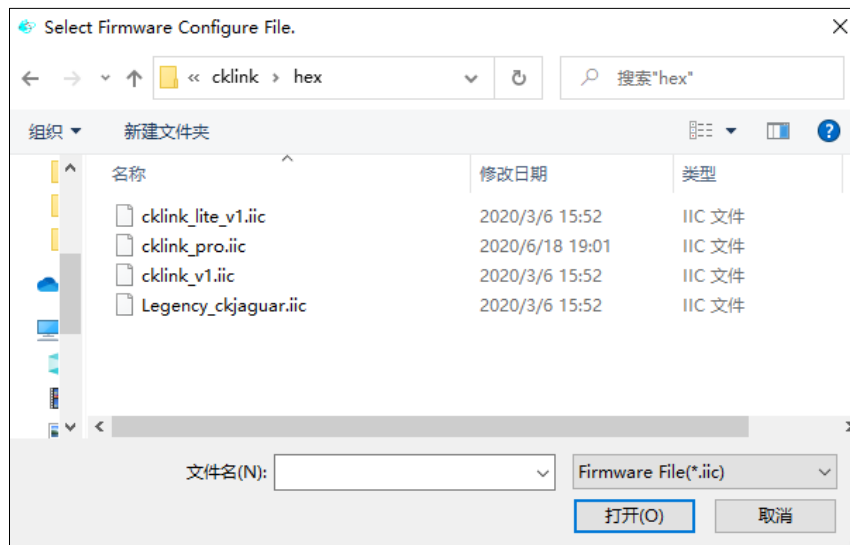 Select Firmware Configure File.
« cklink › hex
搜索"hex"
组织 新建文件夹
名称 修改日期 类型
cklink_lite_v1.iic 2020/3/6 15:52 IIC 文件
cklink_pro.iic 2020/6/18 19:01 IIC 文件
cklink_v1.iic 2020/3/6 15:52 IIC 文件
Legency_ckjaguar.iic 2020/3/6 15:52 IIC 文件
文件名(N): Firmware File(*.iic)
打开(O) 取消